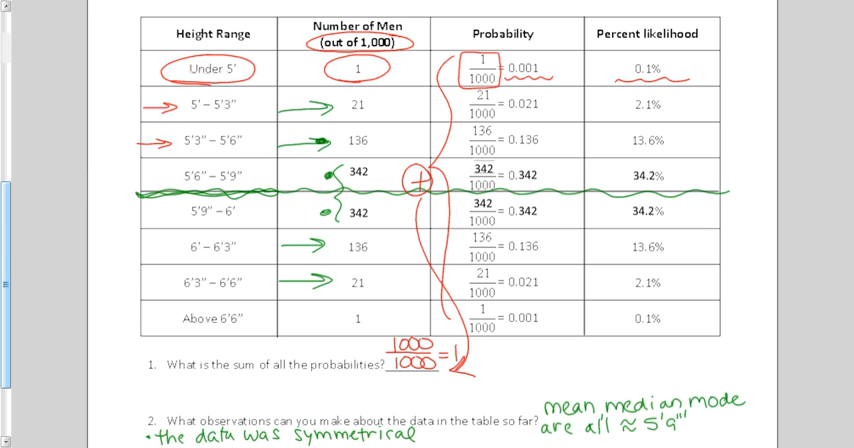 Height Range Number of Men (out of 1,000) Probability Percent likelihood
Under 5' 1 1/1000 = 0.001 0.1%
5' – 5'3" 21 21/1000 = 0.021 2.1%
5'3" – 5'6" 136 136/1000 = 0.136 13.6%
5'6" – 5'9" 342 342/1000 = 0.342 34.2%
+
5'9" – 6' 342 342/1000 = 0.342 34.2%
6' – 6'3" 136 136/1000 = 0.136 13.6%
6'3" – 6'6" 21 21/1000 = 0.021 2.1%
Above 6'6" 1 1/1000 = 0.001 0.1%
1. What is the sum of all the probabilities? 1000/1000 = 1
2. What observations can you make about the data in the table so far? mean, median, mode
are all ≈ 5'9"
• the data was symmetrical